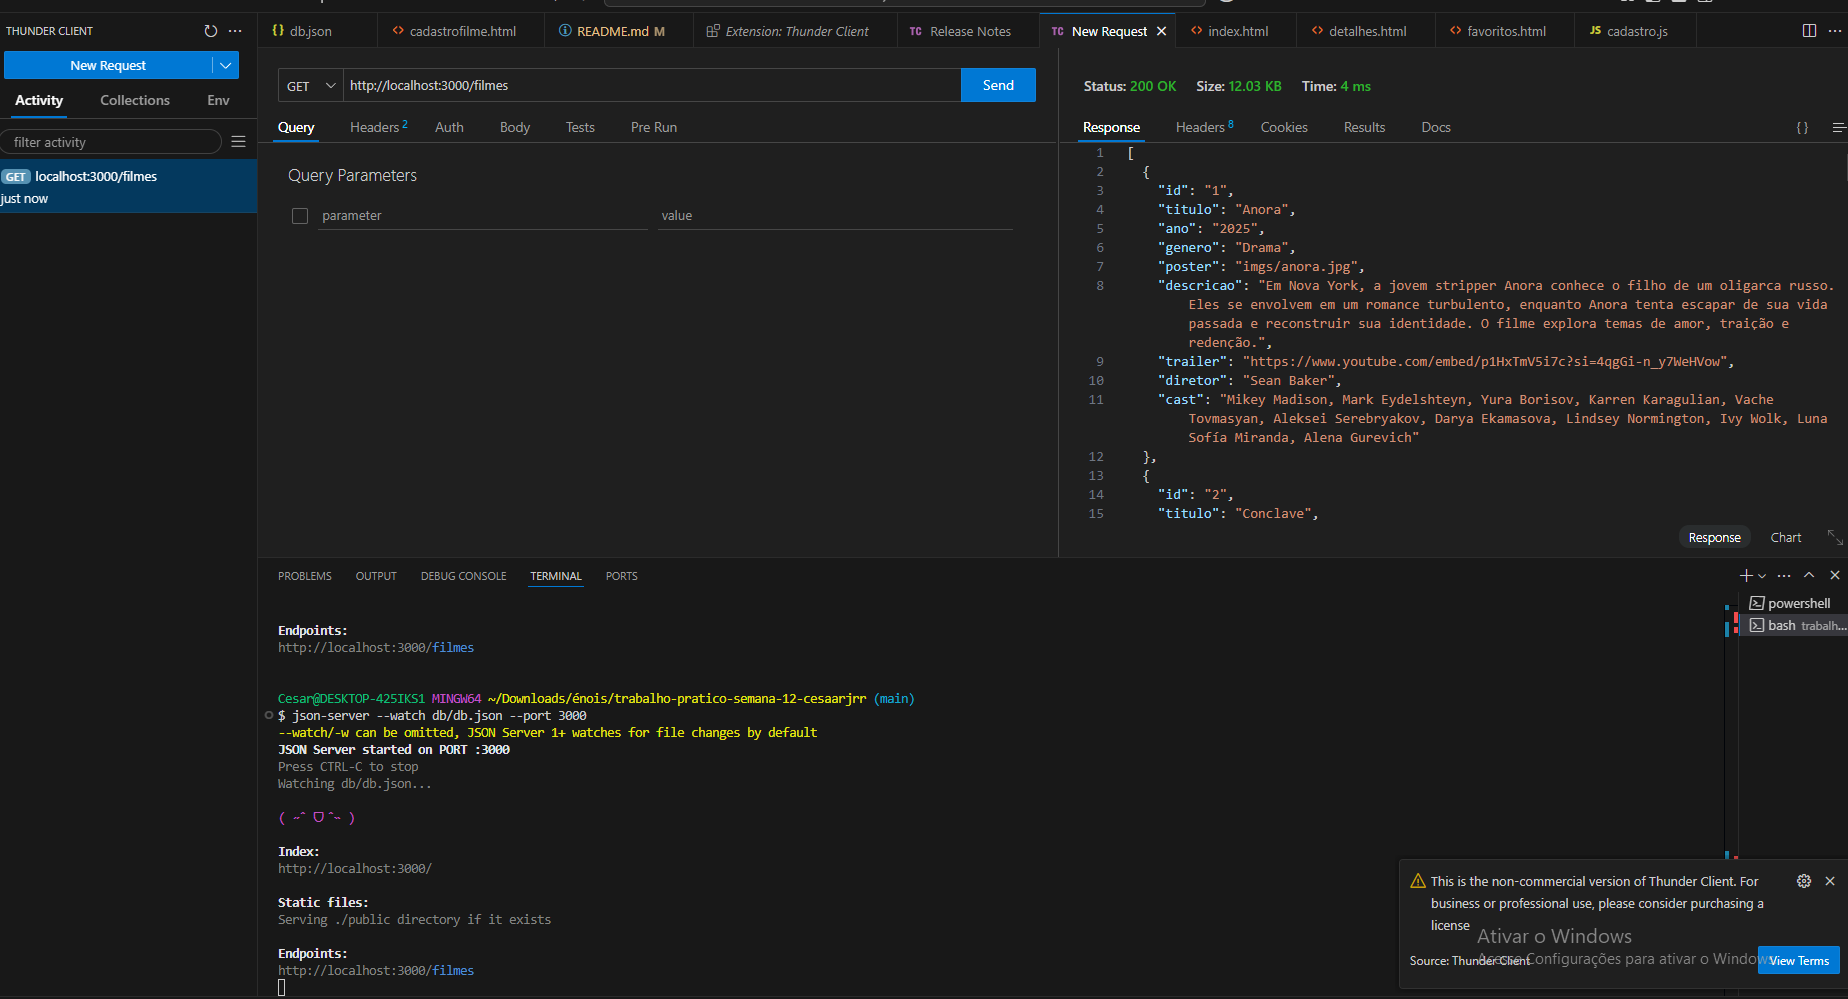 THUNDER CLIENT
db.json
cadastrofilme.html
README.md M
Extension: Thunder Client
TC Release Notes
TC New Request
index.html
detalhes.html
favoritos.html
JS cadastro.js
New Request
Activity
Collections
Env
filter activity
GET localhost:3000/filmes
just now
GET
http://localhost:3000/filmes
Send
Query
Headers 2
Auth
Body
Tests
Pre Run
Query Parameters
parameter
value
Status: 200 OK
Size: 12.03 KB
Time: 4 ms
Response
Headers 8
Cookies
Results
Docs
{ }
1 [
2 {
3 "id": "1",
4 "titulo": "Anora",
5 "ano": "2025",
6 "genero": "Drama",
7 "poster": "imgs/anora.jpg",
8 "descricao": "Em Nova York, a jovem stripper Anora conhece o filho de um oligarca russo.
Eles se envolvem em um romance turbulento, enquanto Anora tenta escapar de sua vida
passada e reconstruir sua identidade. O filme explora temas de amor, traição e
redenção.",
9 "trailer": "https://www.youtube.com/embed/p1HxTmV5i7c?si=4qgGi-n_y7WeHVow",
10 "diretor": "Sean Baker",
11 "cast": "Mikey Madison, Mark Eydelshteyn, Yura Borisov, Karren Karagulian, Vache
Tovmasyan, Aleksei Serebryakov, Darya Ekamasova, Lindsey Normington, Ivy Wolk, Luna
Sofía Miranda, Alena Gurevich"
12 },
13 {
14 "id": "2",
15 "titulo": "Conclave",
Response
Chart
PROBLEMS
OUTPUT
DEBUG CONSOLE
TERMINAL
PORTS
powershell
bash trabalh...
Endpoints:
http://localhost:3000/filmes
Cesar@DESKTOP-425IKS1 MINGW64 ~/Downloads/énois/trabalho-pratico-semana-12-cesaarjrr (main)
$ json-server --watch db/db.json --port 3000
--watch/-w can be omitted, JSON Server 1+ watches for file changes by default
JSON Server started on PORT :3000
Press CTRL-C to stop
Watching db/db.json...
( ˶ˆ ᗜ ˆ˵ )
Index:
http://localhost:3000/
Static files:
Serving ./public directory if it exists
Endpoints:
http://localhost:3000/filmes
This is the non-commercial version of Thunder Client. For
business or professional use, please consider purchasing a
license
Source: Thunder Client
View Terms
Ativar o Windows
Acesse Configurações para ativar o Windows